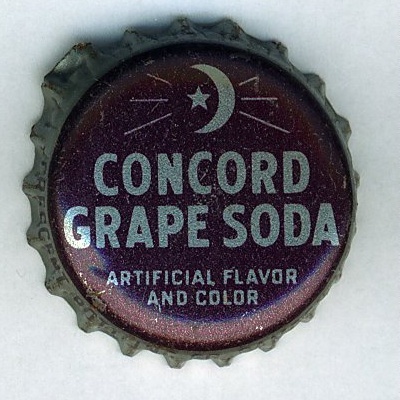 CONCORD
GRAPE SODA
ARTIFICIAL FLAVOR
AND COLOR